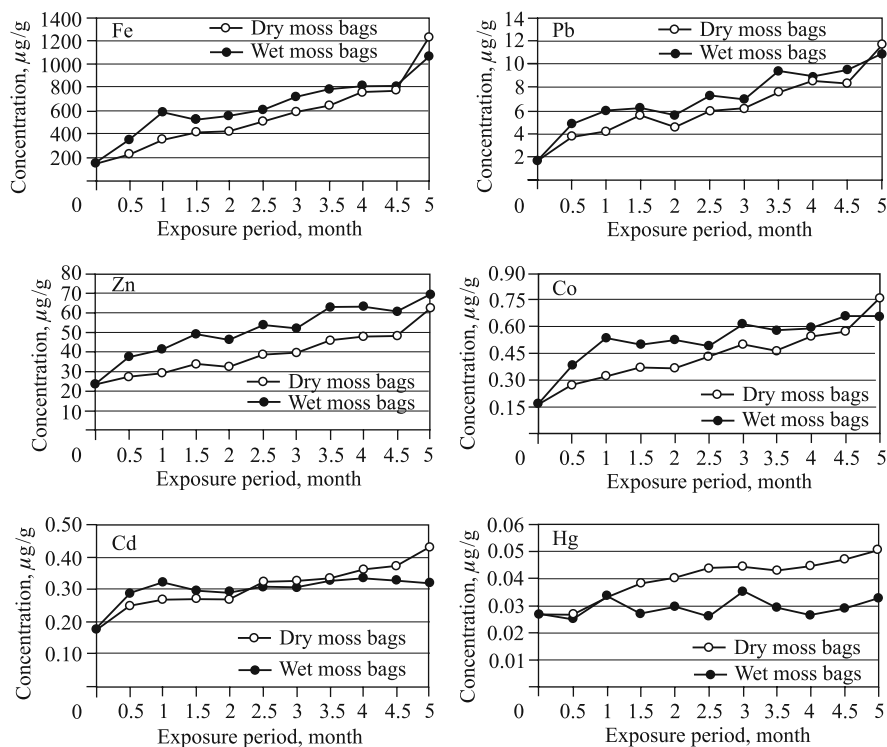 Fe
Concentration, μg/g
1400
1200
1000
800
600
400
200
0
Dry moss bags
Wet moss bags
0.5 1 1.5 2 2.5 3 3.5 4 4.5 5
Exposure period, month
Pb
Concentration, μg/g
14
12
10
8
6
4
2
0
Dry moss bags
Wet moss bags
0.5 1 1.5 2 2.5 3 3.5 4 4.5 5
Exposure period, month
Zn
Concentration, μg/g
80
70
60
50
40
30
20
10
0
Dry moss bags
Wet moss bags
0.5 1 1.5 2 2.5 3 3.5 4 4.5 5
Exposure period, month
Co
Concentration, μg/g
0.90
0.75
0.60
0.45
0.30
0.15
0
Dry moss bags
Wet moss bags
0.5 1 1.5 2 2.5 3 3.5 4 4.5 5
Exposure period, month
Cd
Concentration, μg/g
0.50
0.40
0.30
0.20
0.10
0
Dry moss bags
Wet moss bags
0.5 1 1.5 2 2.5 3 3.5 4 4.5 5
Exposure period, month
Hg
Concentration, μg/g
0.06
0.05
0.04
0.03
0.02
0.01
0
Dry moss bags
Wet moss bags
0.5 1 1.5 2 2.5 3 3.5 4 4.5 5
Exposure period, month